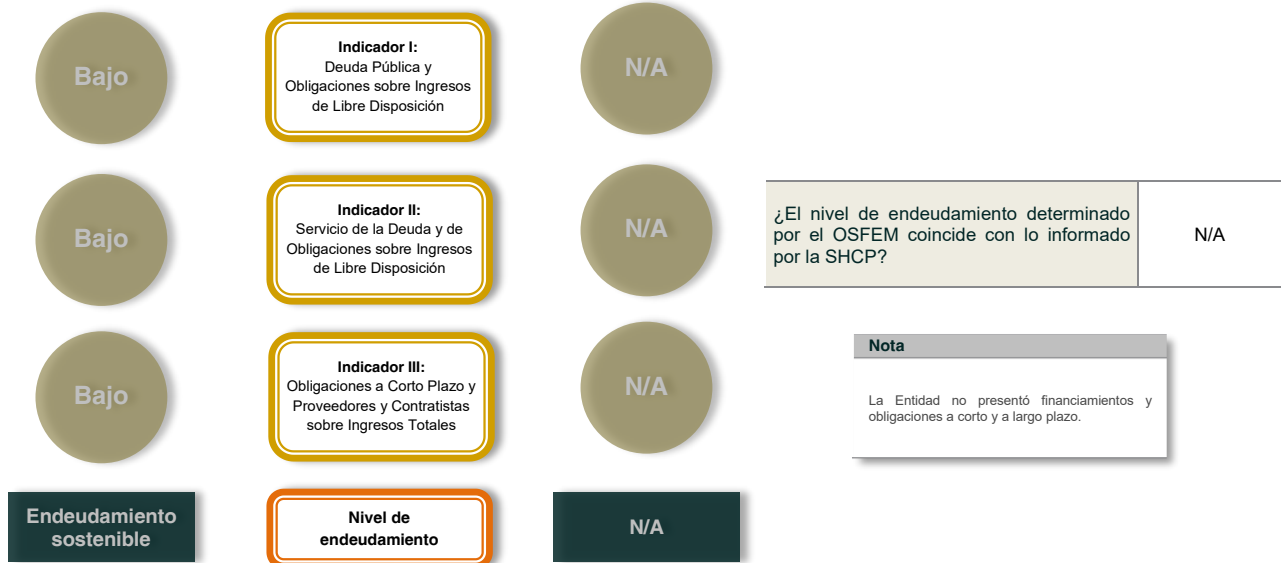 Bajo
Indicador I:
Deuda Pública y
Obligaciones sobre Ingresos
de Libre Disposición
N/A
Bajo
Indicador II:
Servicio de la Deuda y de
Obligaciones sobre Ingresos
de Libre Disposición
N/A
¿El nivel de endeudamiento determinado
por el OSFEM coincide con lo informado
por la SHCP?
N/A
Bajo
Indicador III:
Obligaciones a Corto Plazo y
Proveedores y Contratistas
sobre Ingresos Totales
N/A
Nota
La Entidad no presentó financiamientos y
obligaciones a corto y a largo plazo.
Endeudamiento
sostenible
Nivel de
endeudamiento
N/A